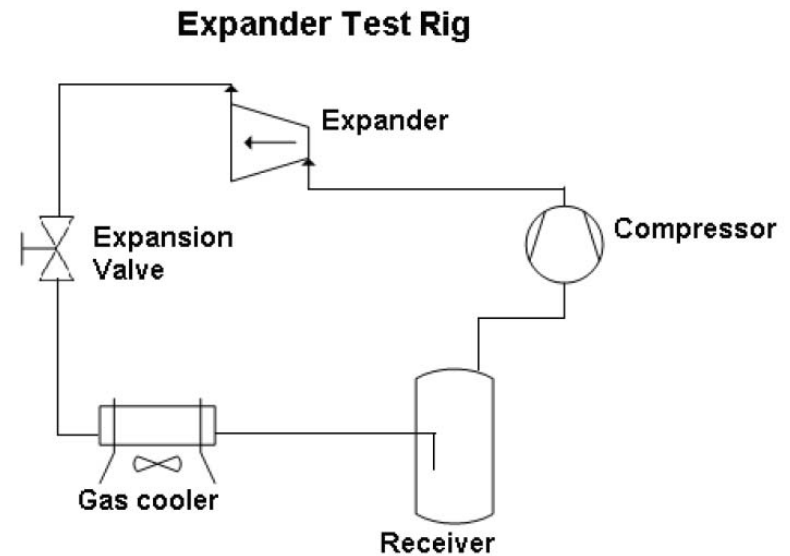 Expander Test Rig
Expander
Compressor
Expansion
Valve
Gas cooler
Receiver